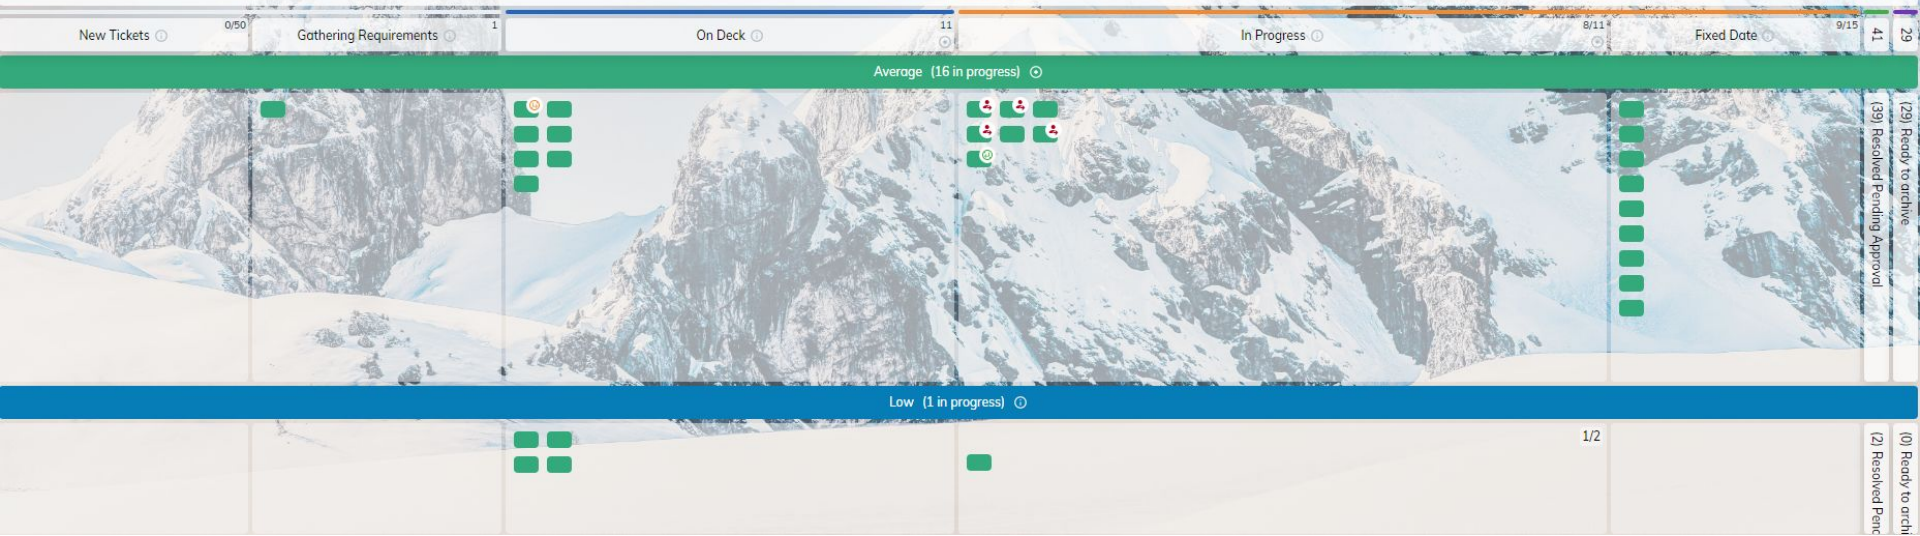 New Tickets
0/50
Gathering Requirements
1
On Deck
11
In Progress
8/11
Fixed Date
9/15
41
29
Average (16 in progress)
(39) Resolved Pending Approval
(29) Ready to archive
Low (1 in progress)
1/2
(2) Resolved Pend
(0) Ready to archi